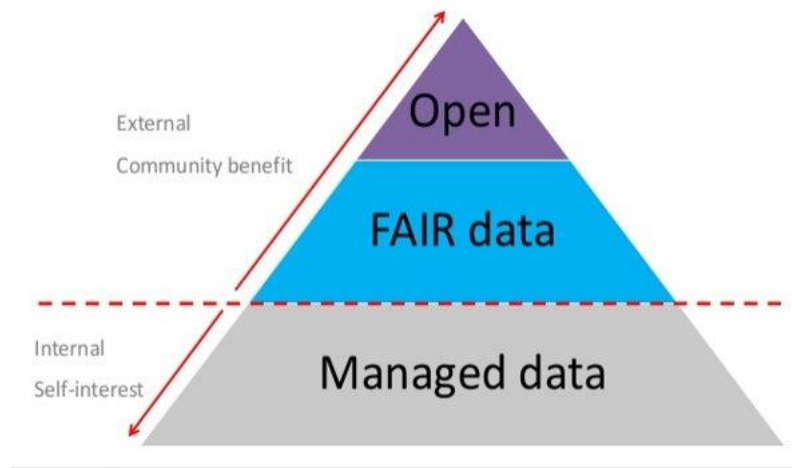 Open
External
Community benefit
FAIR data
Internal
Self-interest
Managed data